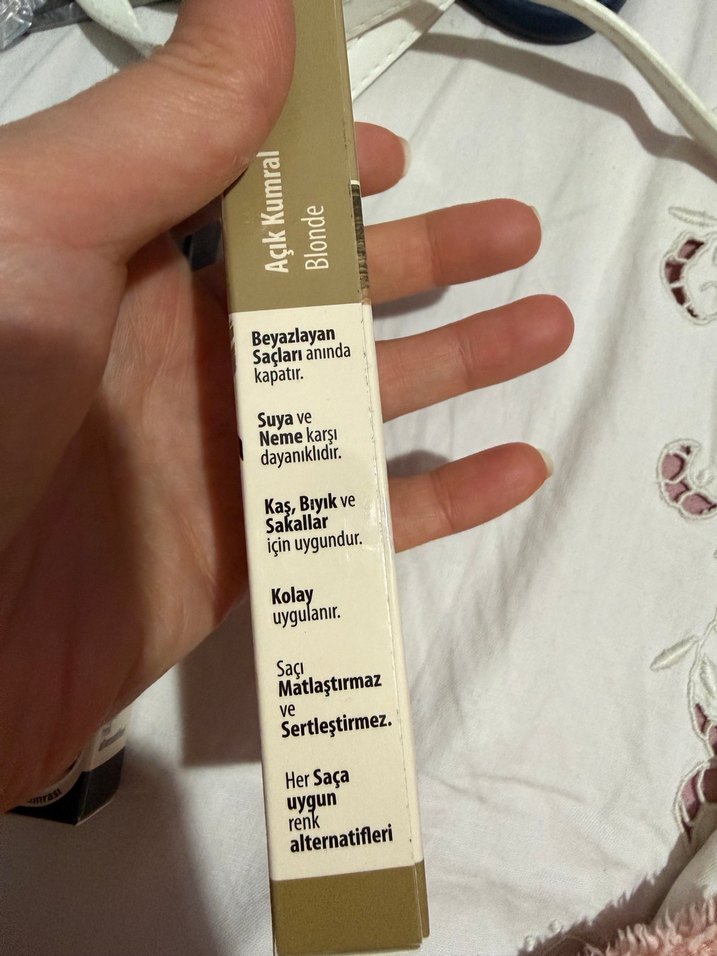 Açık Kumral
Blonde
Beyazlayan
Saçları anında
kapatır.
Suya ve
Neme karşı
dayanıklıdır.
Kaş, Bıyık ve
Sakallar
için uygundur.
Kolay
uygulanır.
Saçı
Matlaştırmaz
ve
Sertleştirmez.
Her Saça
uygun
renk
alternatifleri